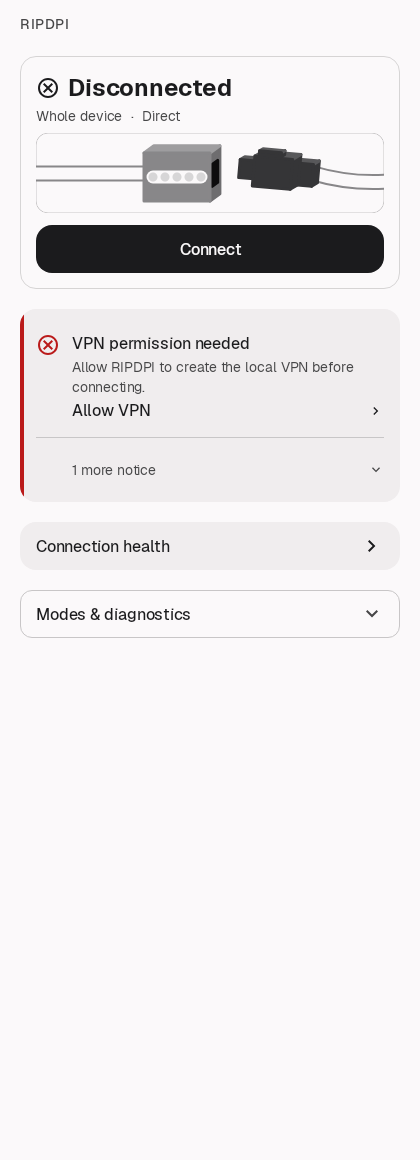 RIPDPI
Disconnected
Whole device · Direct
Connect
VPN permission needed
Allow RIPDPI to create the local VPN before
connecting.
Allow VPN
1 more notice
Connection health
Modes & diagnostics